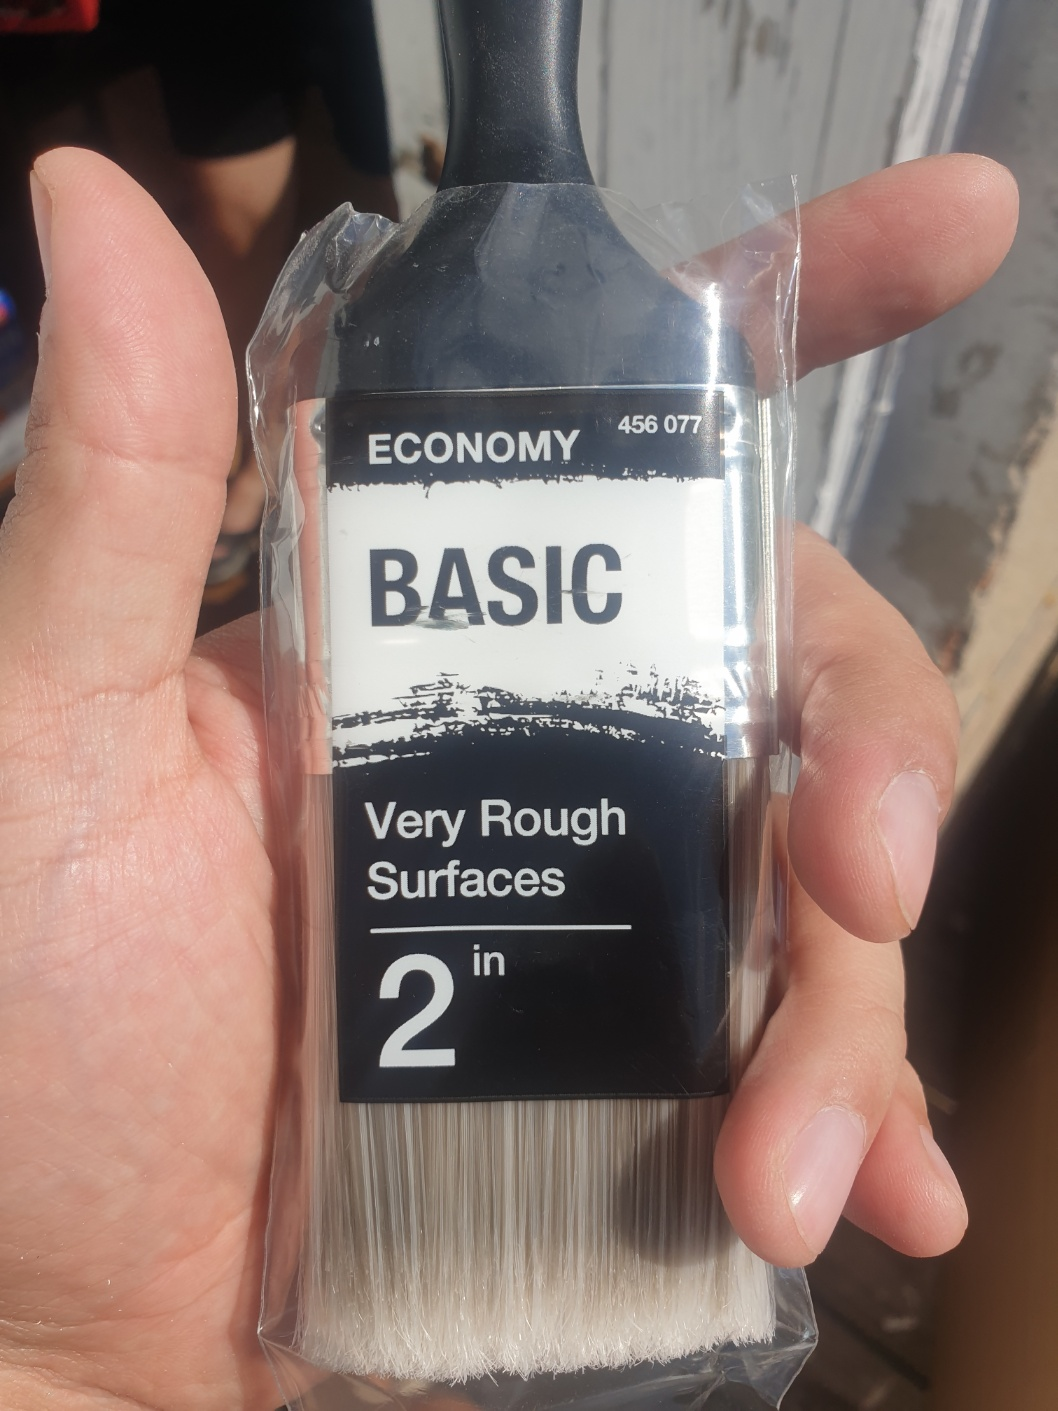 ECONOMY
456 077
BASIC
Very Rough
Surfaces
2 in